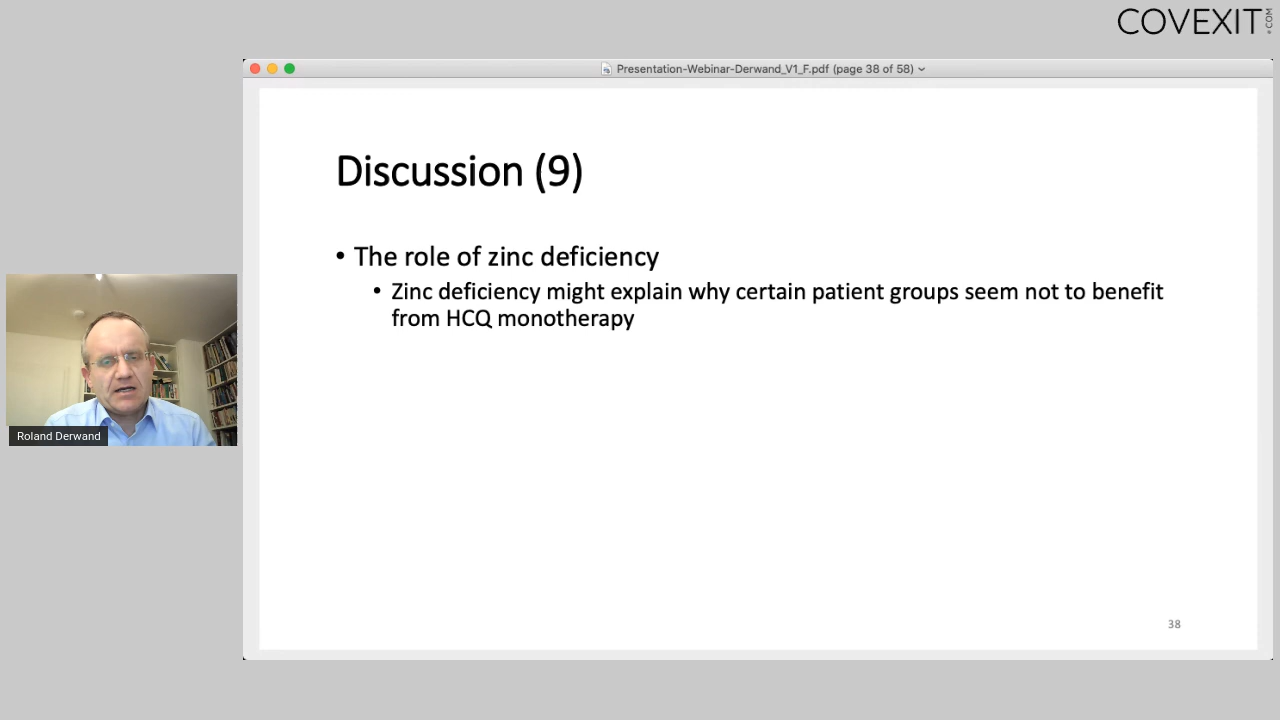 COVEXIT.COM
Presentation-Webinar-Derwand_V1_F.pdf (page 38 of 58)
Discussion (9)
• The role of zinc deficiency
• Zinc deficiency might explain why certain patient groups seem not to benefit
from HCQ monotherapy
Roland Derwand
38